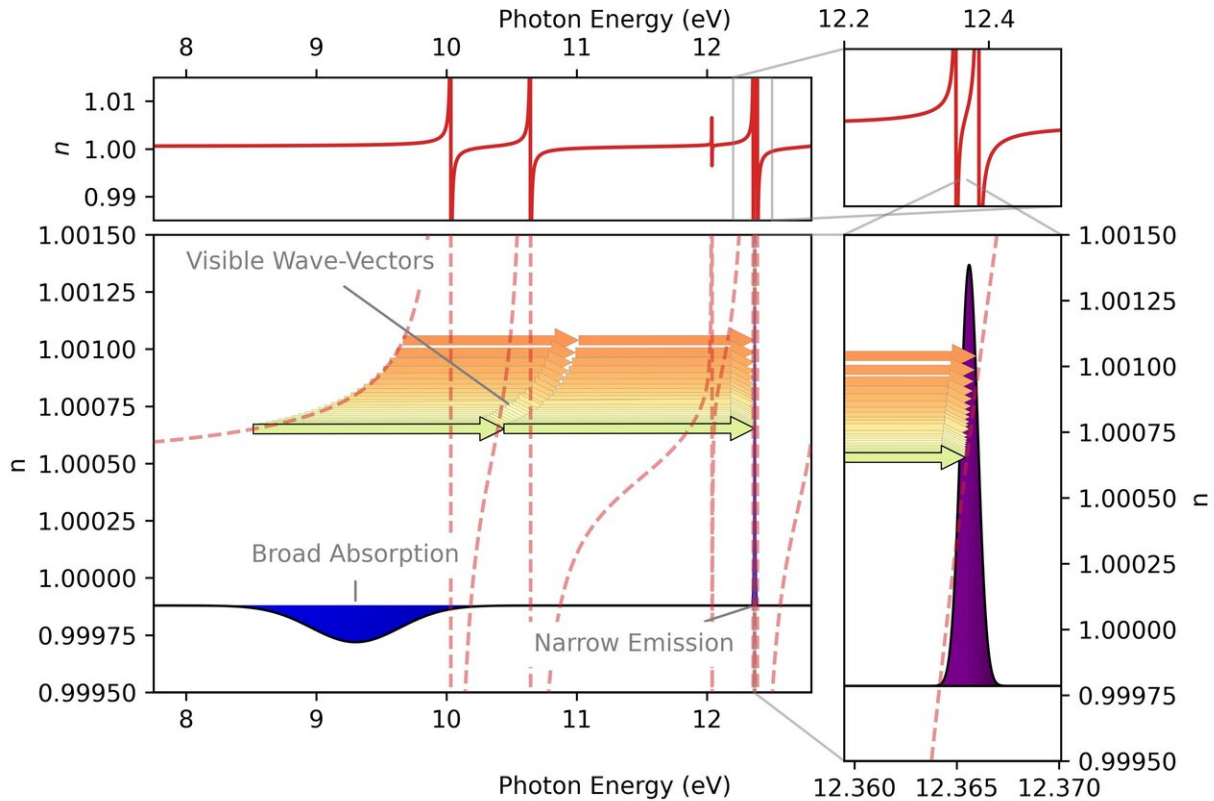 Photon Energy (eV)
8 9 10 11 12
12.2 12.4
n
1.01
1.00
0.99
1.00150
1.00125
1.00100
1.00075
1.00050
1.00025
1.00000
0.99975
0.99950
n
Visible Wave-Vectors
Broad Absorption
Narrow Emission
8 9 10 11 12
Photon Energy (eV)
1.00150
1.00125
1.00100
1.00075
1.00050
1.00025
1.00000
0.99975
0.99950
n
12.360 12.365 12.370